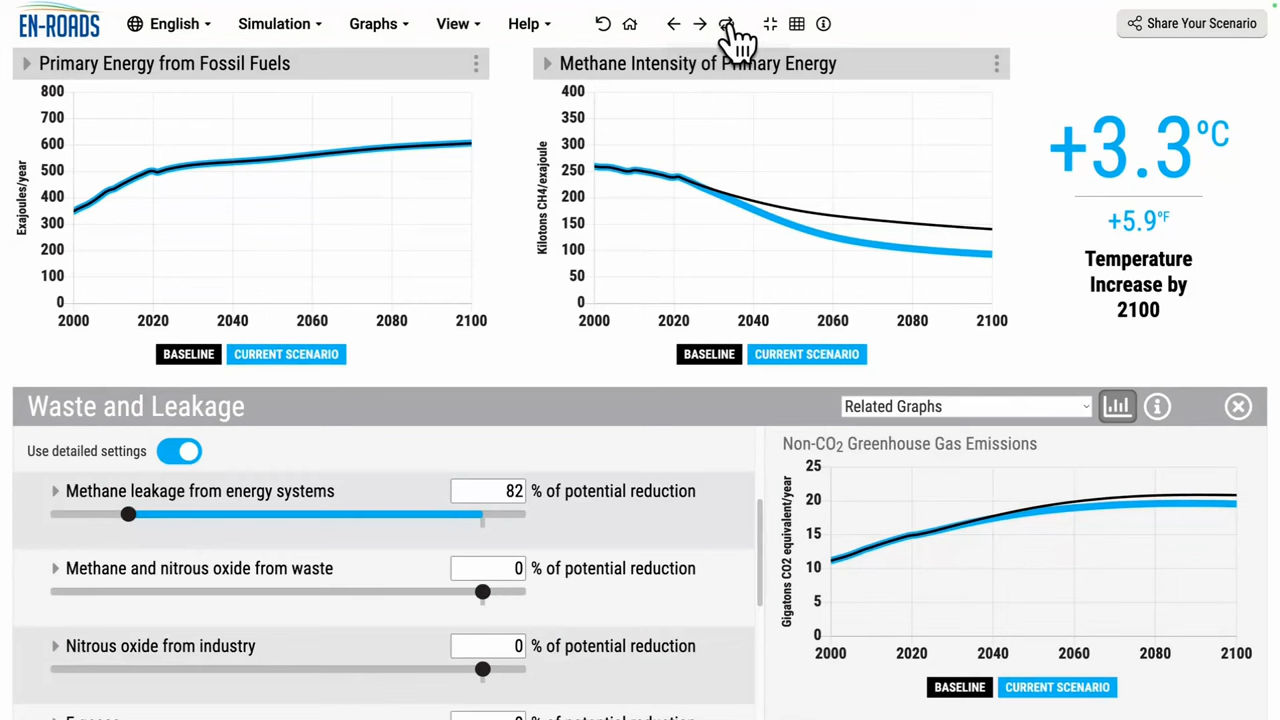 EN-ROADS
English
Simulation
Graphs
View
Help
Share Your Scenario
Primary Energy from Fossil Fuels
Exajoules/year
800
700
600
500
400
300
200
100
0
2000 2020 2040 2060 2080 2100
BASELINE CURRENT SCENARIO
Methane Intensity of Primary Energy
Kilotons CH4/exajoule
400
350
300
250
200
150
100
50
0
2000 2020 2040 2060 2080 2100
BASELINE CURRENT SCENARIO
+3.3°C
+5.9°F
Temperature
Increase by
2100
Waste and Leakage
Related Graphs
Use detailed settings
Methane leakage from energy systems 82 % of potential reduction
Methane and nitrous oxide from waste 0 % of potential reduction
Nitrous oxide from industry 0 % of potential reduction
Non-CO2 Greenhouse Gas Emissions
Gigatons CO2 equivalent/year
25
20
15
10
5
0
2000 2020 2040 2060 2080 2100
BASELINE CURRENT SCENARIO